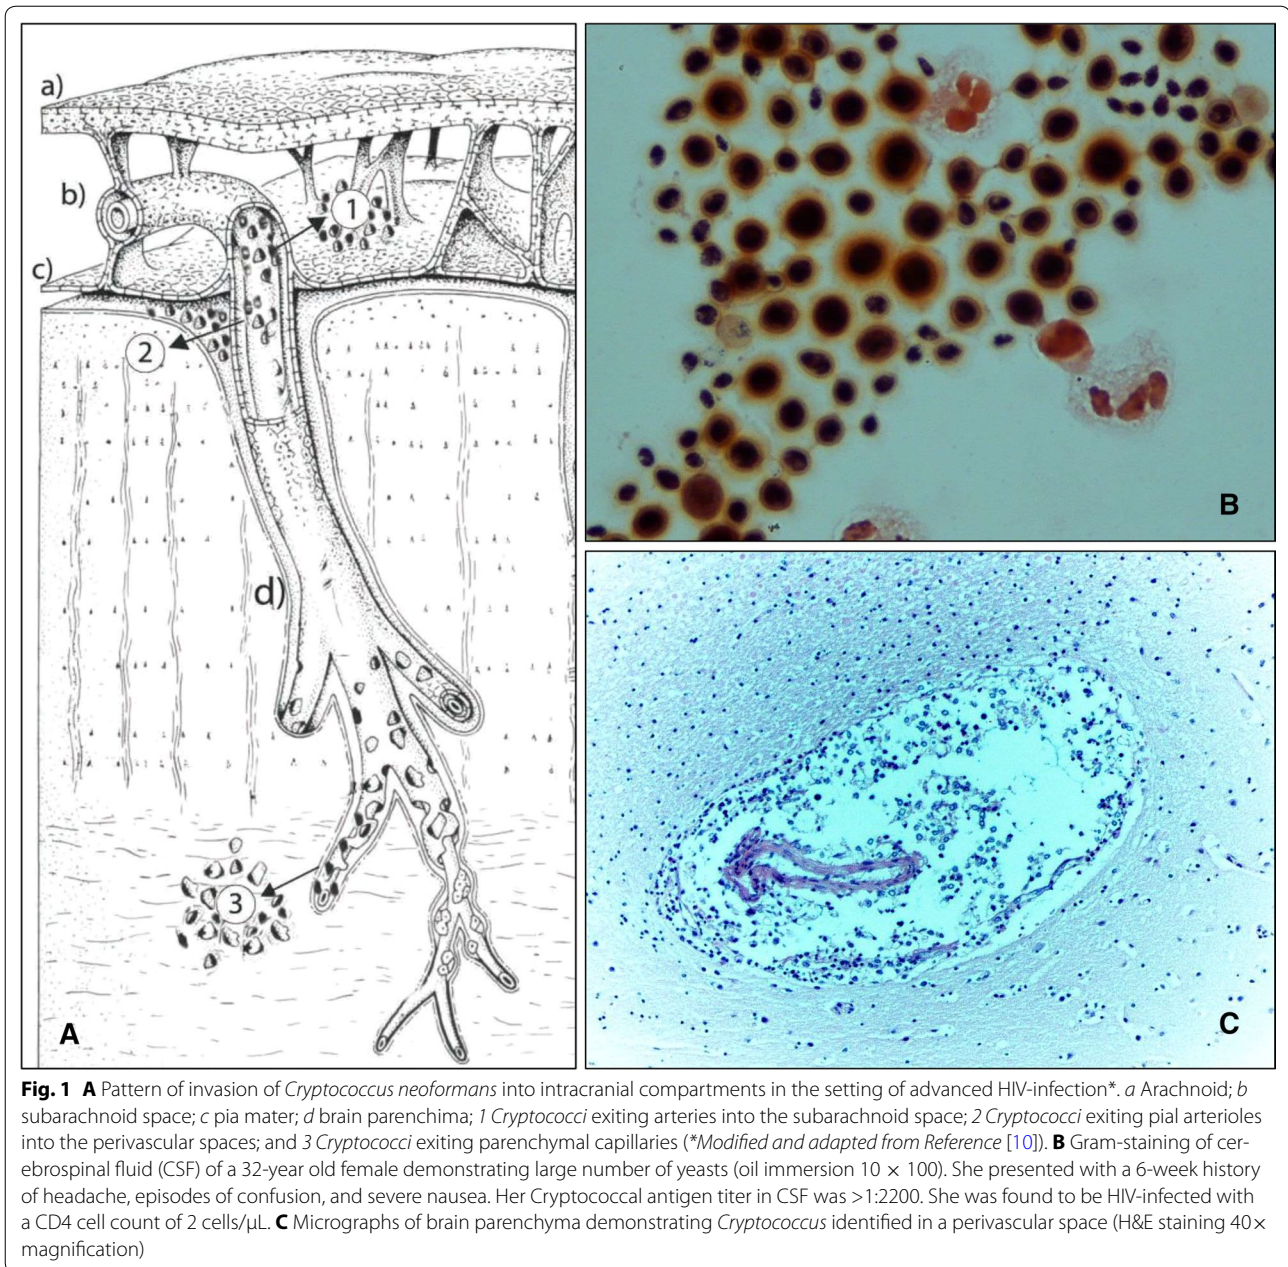 a)
b)
1
c)
2
d)
3
A
B
C
Fig. 1 A Pattern of invasion of Cryptococcus neoformans into intracranial compartments in the setting of advanced HIV-infection*. a Arachnoid; b
subarachnoid space; c pia mater; d brain parenchima; 1 Cryptococci exiting arteries into the subarachnoid space; 2 Cryptococci exiting pial arterioles
into the perivascular spaces; and 3 Cryptococci exiting parenchymal capillaries (*Modified and adapted from Reference [10]). B Gram-staining of cer-
ebrospinal fluid (CSF) of a 32-year old female demonstrating large number of yeasts (oil immersion 10 × 100). She presented with a 6-week history
of headache, episodes of confusion, and severe nausea. Her Cryptococcal antigen titer in CSF was >1:2200. She was found to be HIV-infected with
a CD4 cell count of 2 cells/μL. C Micrographs of brain parenchyma demonstrating Cryptococcus identified in a perivascular space (H&E staining 40×
magnification)